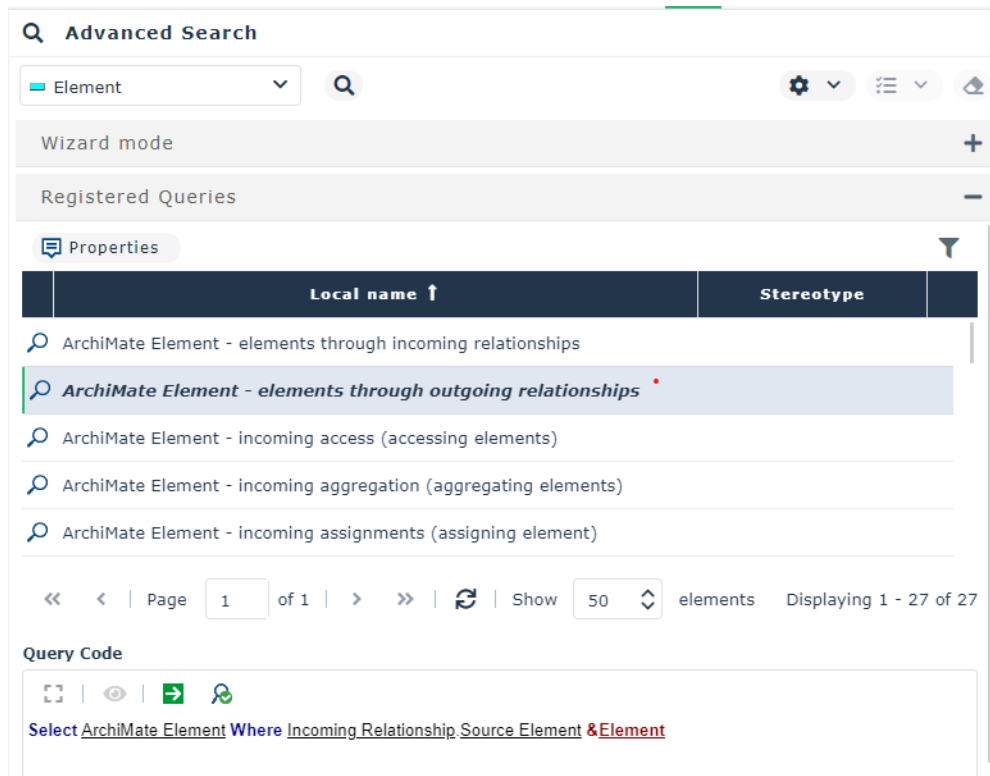 Advanced Search
Element
Wizard mode
Registered Queries
Properties
Local name Stereotype
ArchiMate Element - elements through incoming relationships
ArchiMate Element - elements through outgoing relationships
ArchiMate Element - incoming access (accessing elements)
ArchiMate Element - incoming aggregation (aggregating elements)
ArchiMate Element - incoming assignments (assigning element)
Page 1 of 1 Show 50 elements Displaying 1 - 27 of 27
Query Code
Select ArchiMate Element Where Incoming Relationship.Source Element &Element